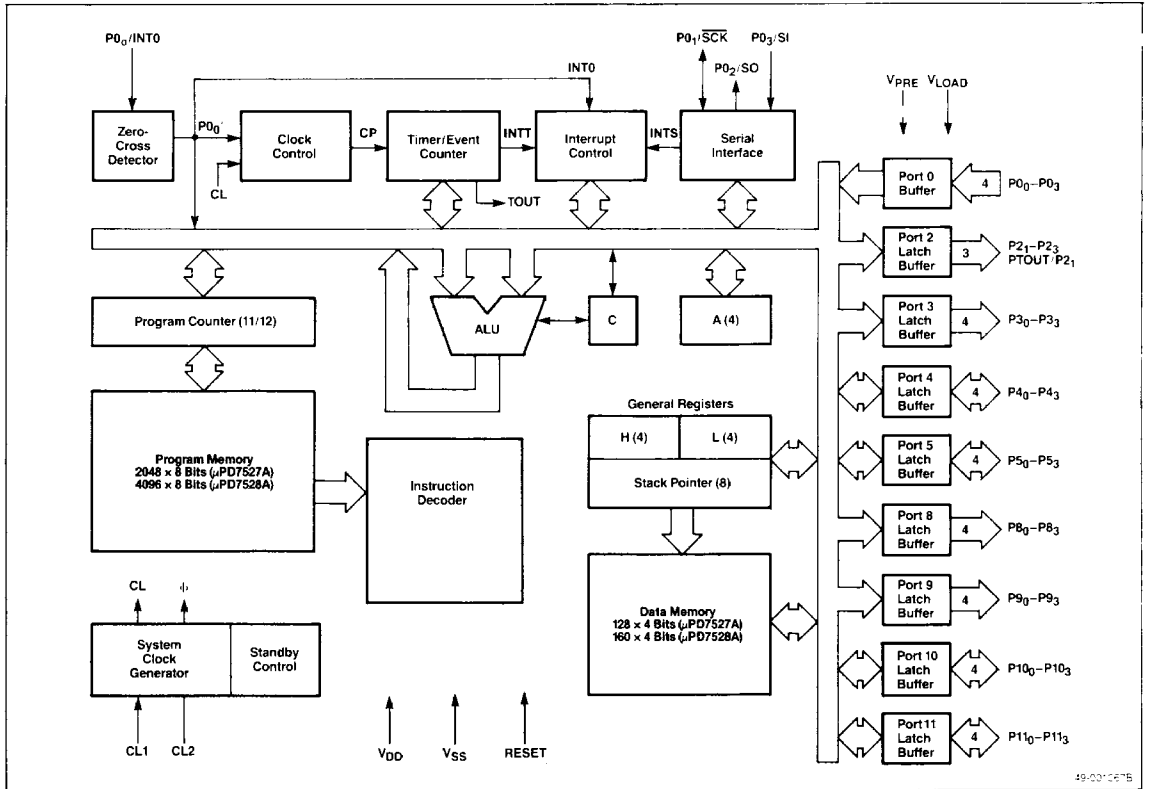 P0₀/INT0
P0₁/SCK
P0₃/SI
P0₂/SO
INT0
VPRE
VLOAD
Zero-
Cross
Detector
P0₀
Clock
Control
CL
CP
Timer/Event
Counter
INTT
TOUT
Interrupt
Control
INTS
Serial
Interface
Port 0
Buffer
4
P0₀–P0₃
Port 2
Latch
Buffer
3
P2₁–P2₃
PTOUT/P2₁
Port 3
Latch
Buffer
4
P3₀–P3₃
Program Counter (11/12)
ALU
C
A (4)
Port 4
Latch
Buffer
4
P4₀–P4₃
General Registers
H (4)
L (4)
Stack Pointer (8)
Port 5
Latch
Buffer
4
P5₀–P5₃
Program Memory
2048 × 8 Bits (μPD7527A)
4096 × 8 Bits (μPD7528A)
Instruction
Decoder
Port 8
Latch
Buffer
4
P8₀–P8₃
Port 9
Latch
Buffer
4
P9₀–P9₃
Data Memory
128 × 4 Bits (μPD7527A)
160 × 4 Bits (μPD7528A)
CL
ϕ
System
Clock
Generator
Standby
Control
CL1
CL2
VDD
VSS
RESET
Port 10
Latch
Buffer
4
P10₀–P10₃
Port 11
Latch
Buffer
4
P11₀–P11₃